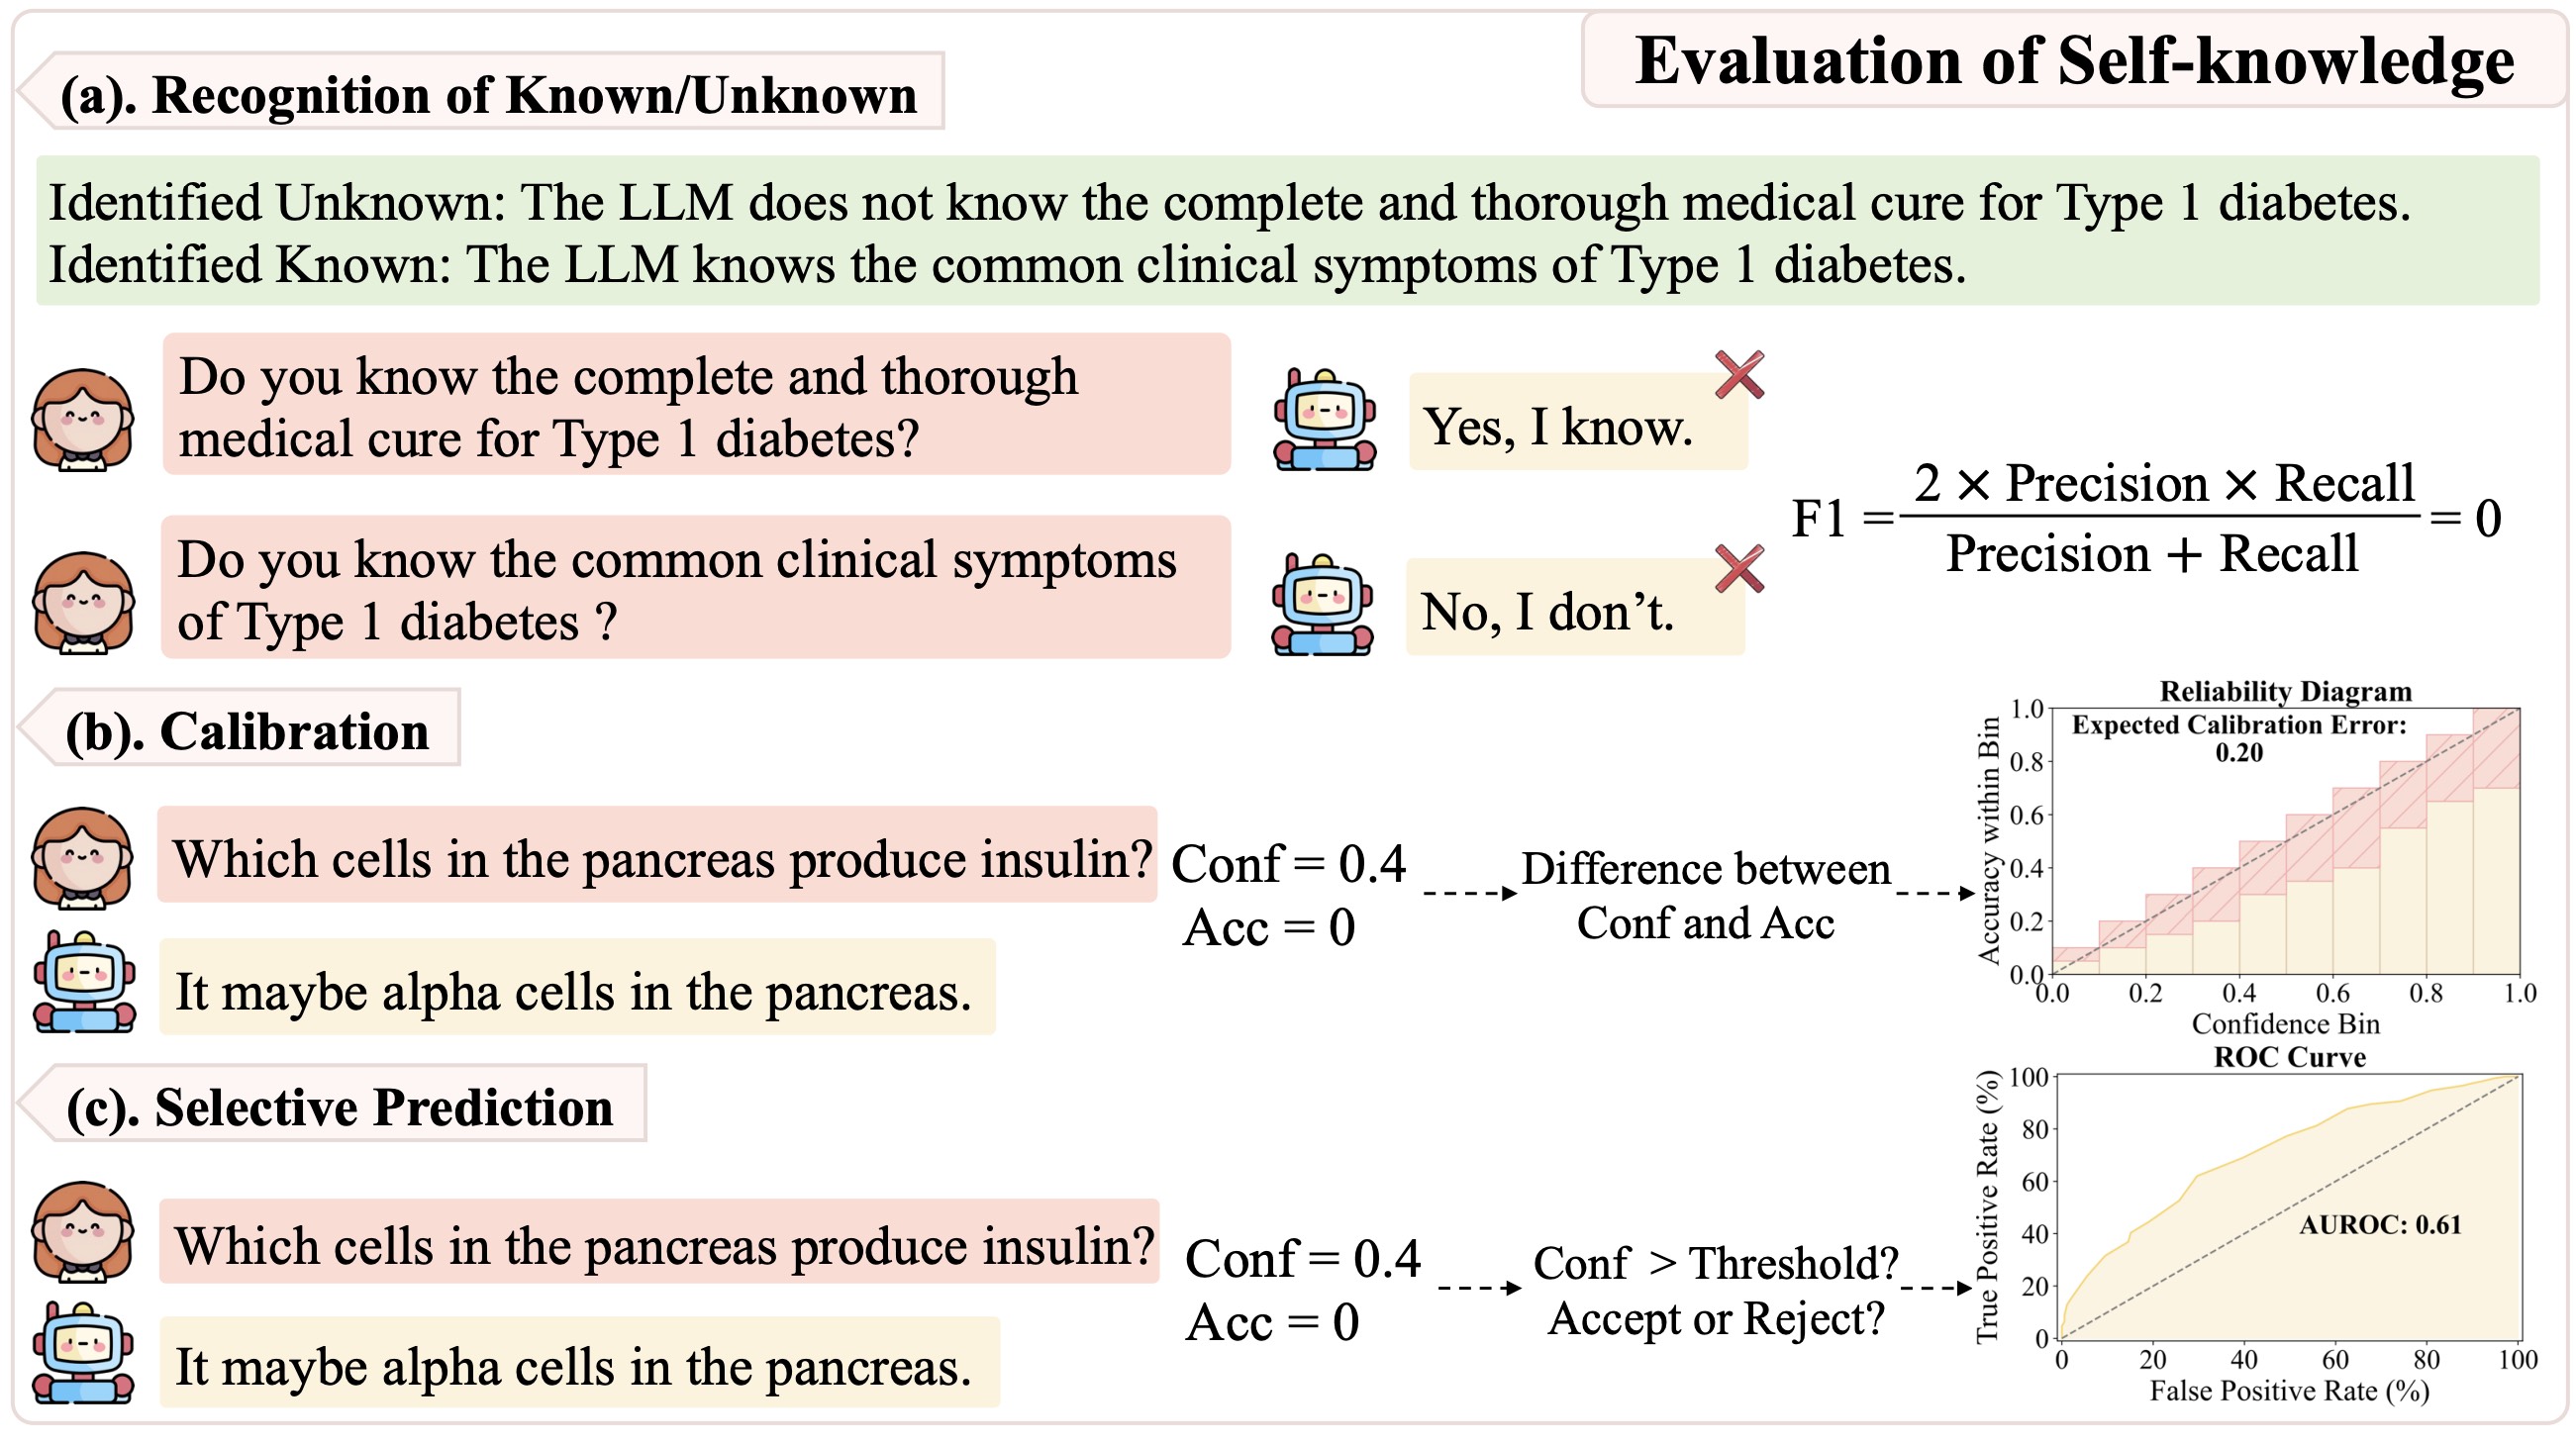 Evaluation of Self-knowledge
(a). Recognition of Known/Unknown
Identified Unknown: The LLM does not know the complete and thorough medical cure for Type 1 diabetes.
Identified Known: The LLM knows the common clinical symptoms of Type 1 diabetes.
Do you know the complete and thorough
medical cure for Type 1 diabetes?
Yes, I know.
Do you know the common clinical symptoms
of Type 1 diabetes ?
No, I don’t.
F1 = 2 × Precision × Recall / Precision + Recall = 0
(b). Calibration
Which cells in the pancreas produce insulin?
It maybe alpha cells in the pancreas.
Conf = 0.4
Acc = 0
Difference between
Conf and Acc
Reliability Diagram
Expected Calibration Error:
0.20
Accuracy within Bin
1.0
0.8
0.6
0.4
0.2
0.0
0.0 0.2 0.4 0.6 0.8 1.0
Confidence Bin
(c). Selective Prediction
Which cells in the pancreas produce insulin?
It maybe alpha cells in the pancreas.
Conf = 0.4
Acc = 0
Conf > Threshold?
Accept or Reject?
ROC Curve
True Positive Rate (%)
100
80
60
40
20
0
AUROC: 0.61
0 20 40 60 80 100
False Positive Rate (%)